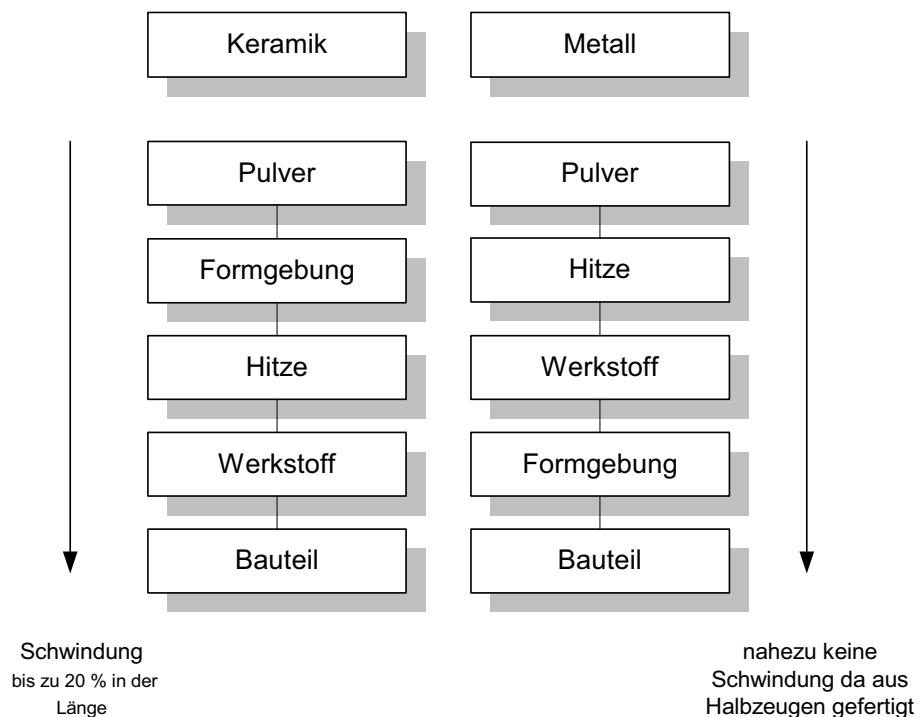 Keramik
Metall
Pulver
Pulver
Formgebung
Hitze
Hitze
Werkstoff
Werkstoff
Formgebung
Bauteil
Bauteil
Schwindung
bis zu 20 % in der
Länge
nahezu keine
Schwindung da aus
Halbzeugen gefertigt